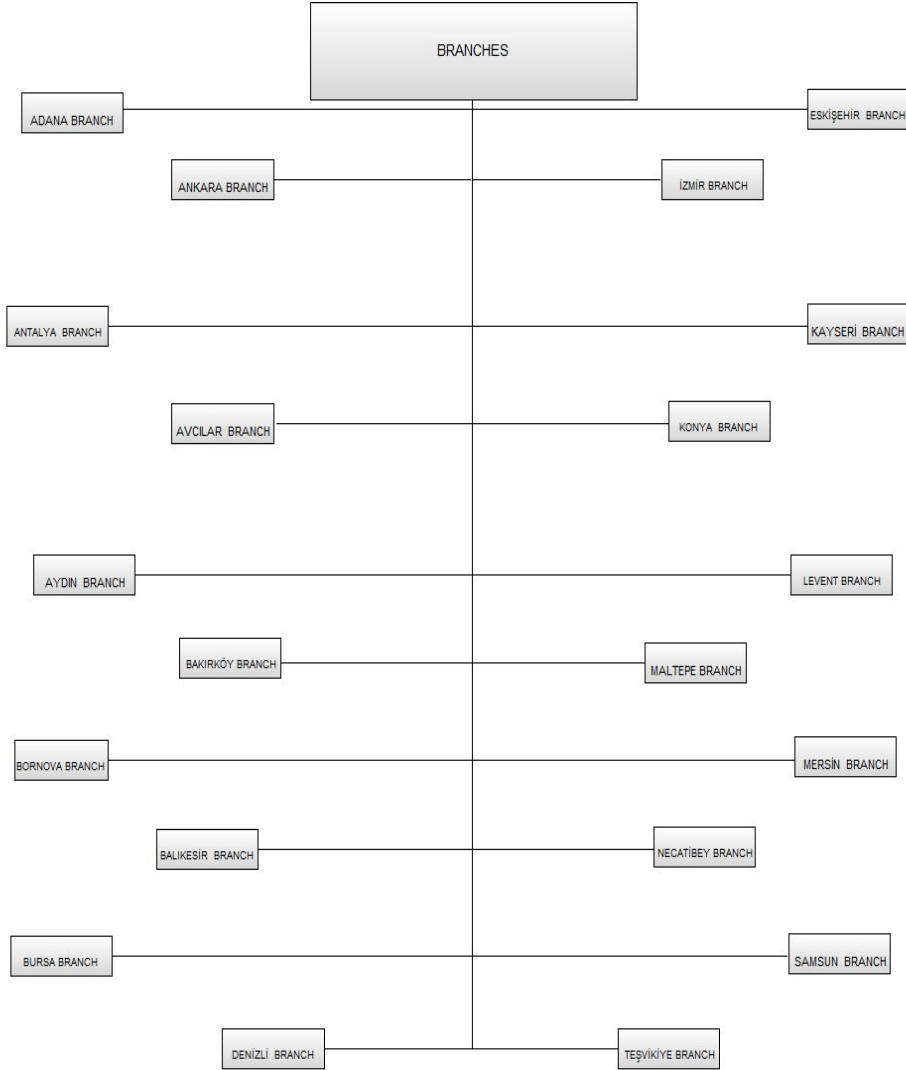 BRANCHES
ADANA BRANCH
ESKİŞEHİR BRANCH
ANKARA BRANCH
İZMİR BRANCH
ANTALYA BRANCH
KAYSERİ BRANCH
AVCILAR BRANCH
KONYA BRANCH
AYDIN BRANCH
LEVENT BRANCH
BAKIRKÖY BRANCH
MALTEPE BRANCH
BORNOVA BRANCH
MERSİN BRANCH
BALIKESİR BRANCH
NECATİBEY BRANCH
BURSA BRANCH
SAMSUN BRANCH
DENİZLİ BRANCH
TEŞVİKİYE BRANCH